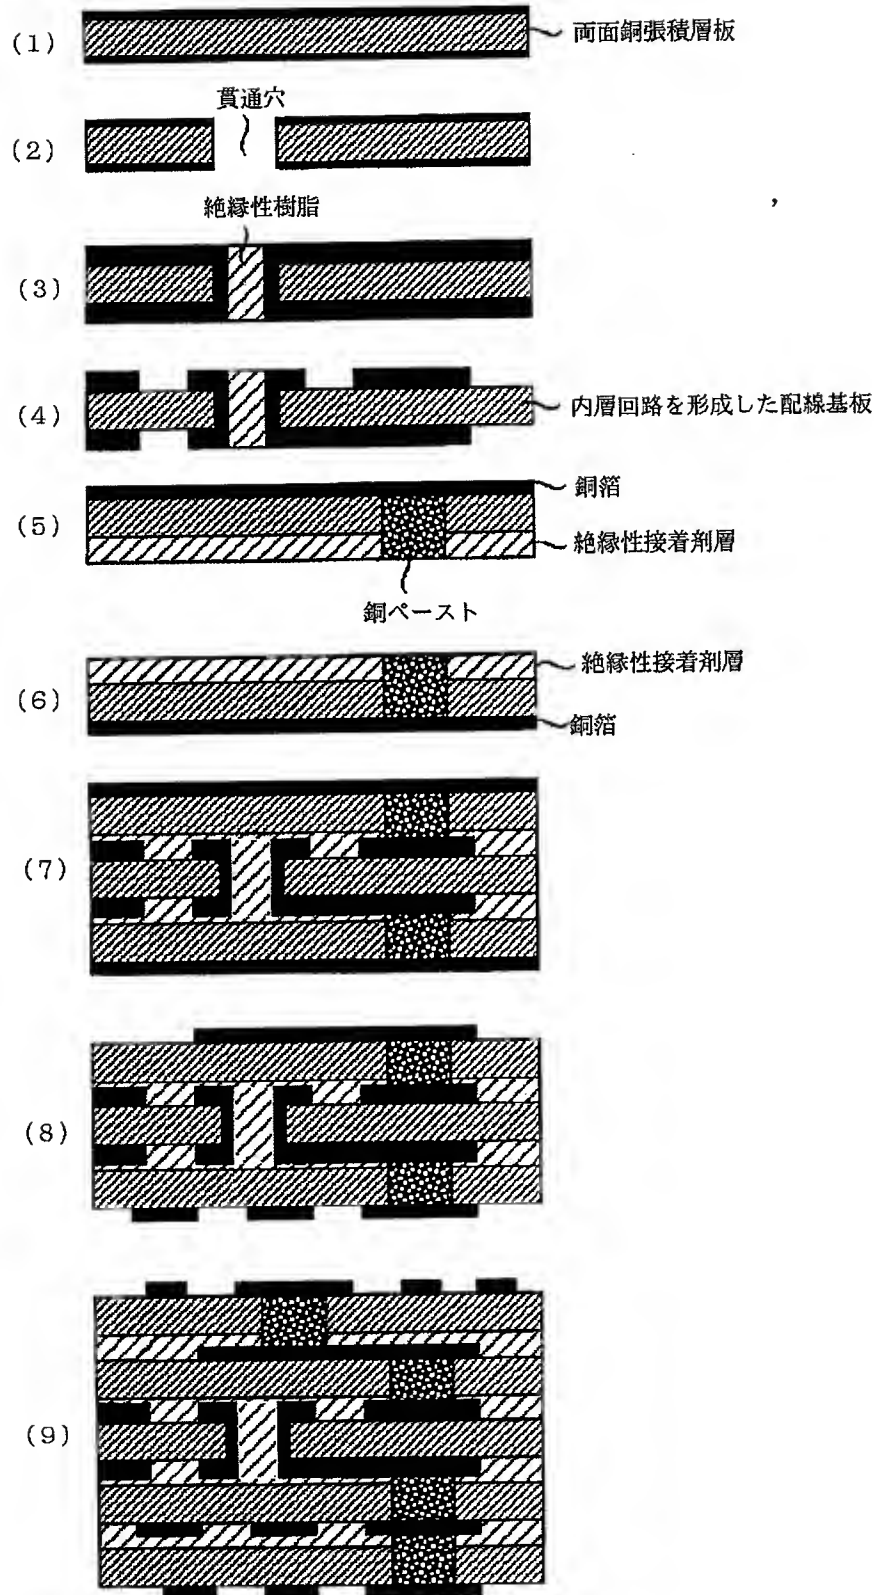 (1)
両面銅張積層板
貫通穴
(2)
絶縁性樹脂
(3)
(4)
内層回路を形成した配線基板
銅箔
(5)
絶縁性接着剤層
銅ペースト
絶縁性接着剤層
(6)
銅箔
(7)
(8)
(9)